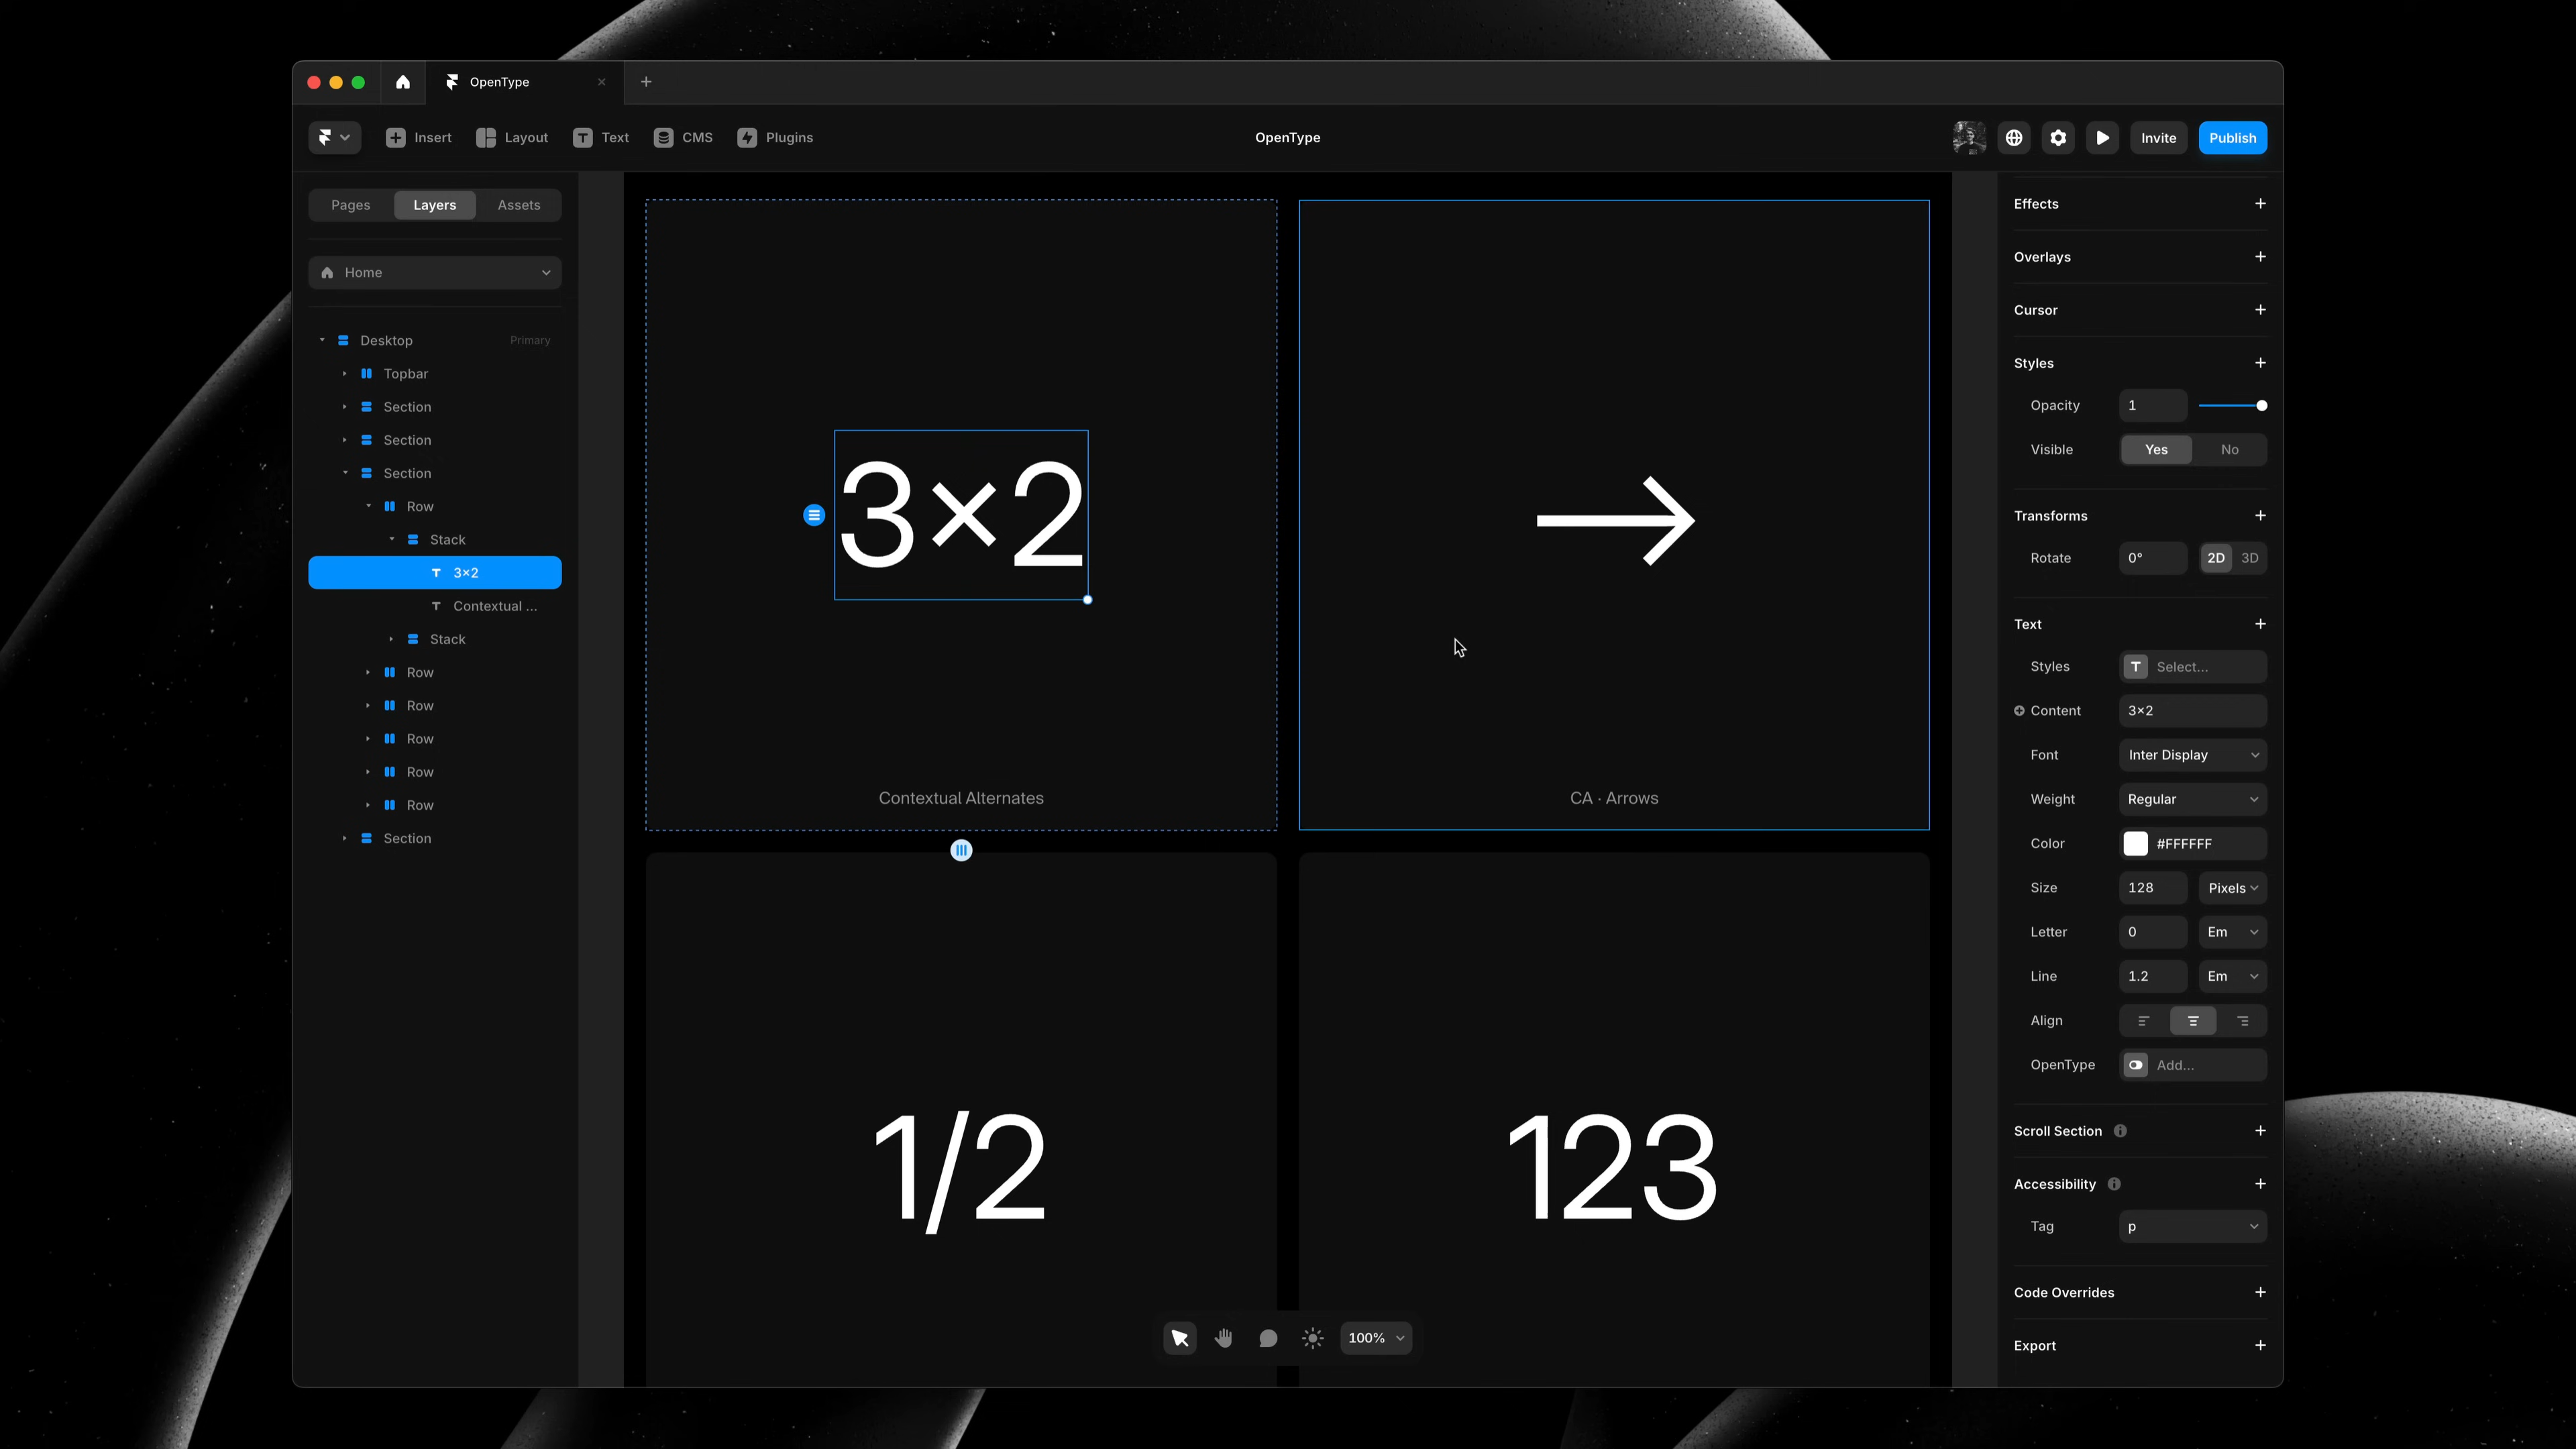 OpenType
Insert
Layout
Text
CMS
Plugins
OpenType
Invite
Publish
Pages
Layers
Assets
Home
Desktop
Primary
Topbar
Section
Section
Section
Row
Stack
3×2
Contextual ...
Stack
Row
Row
Row
Row
Row
Section
3×2
Contextual Alternates
→
CA · Arrows
1/2
123
100%
Effects
Overlays
Cursor
Styles
Opacity 1
Visible Yes No
Transforms
Rotate 0° 2D 3D
Text
Styles T Select...
Content 3×2
Font Inter Display
Weight Regular
Color #FFFFFF
Size 128 Pixels
Letter 0 Em
Line 1.2 Em
Align
OpenType Add...
Scroll Section
Accessibility
Tag p
Code Overrides
Export